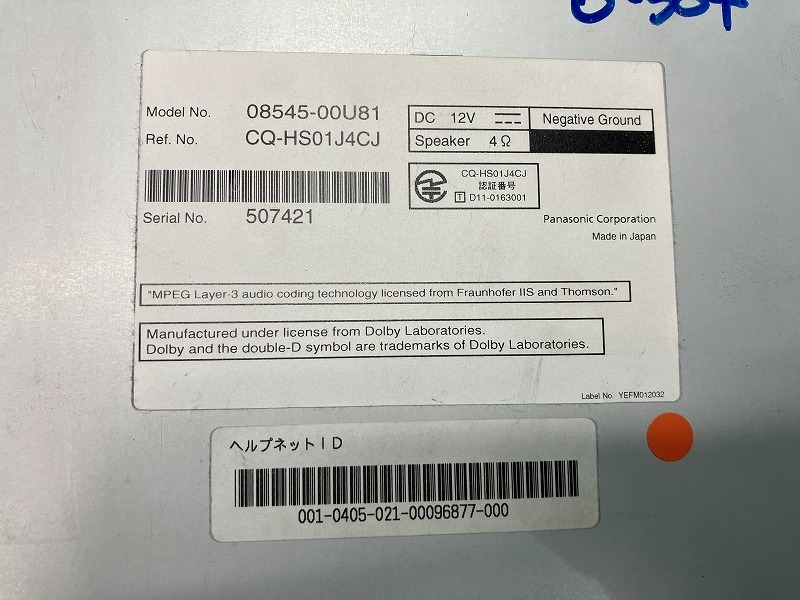 Model No. 08545-00U81
Ref. No. CQ-HS01J4CJ
Serial No. 507421
DC 12V Negative Ground
Speaker 4 Ω
CQ-HS01J4CJ
認証番号
T D11-0163001
Panasonic Corporation
Made in Japan
"MPEG Layer-3 audio coding technology licensed from Fraunhofer IIS and Thomson."
Manufactured under license from Dolby Laboratories.
Dolby and the double-D symbol are trademarks of Dolby Laboratories.
Label No. YEFM012032
ヘルプネットID
001-0405-021-00096877-000